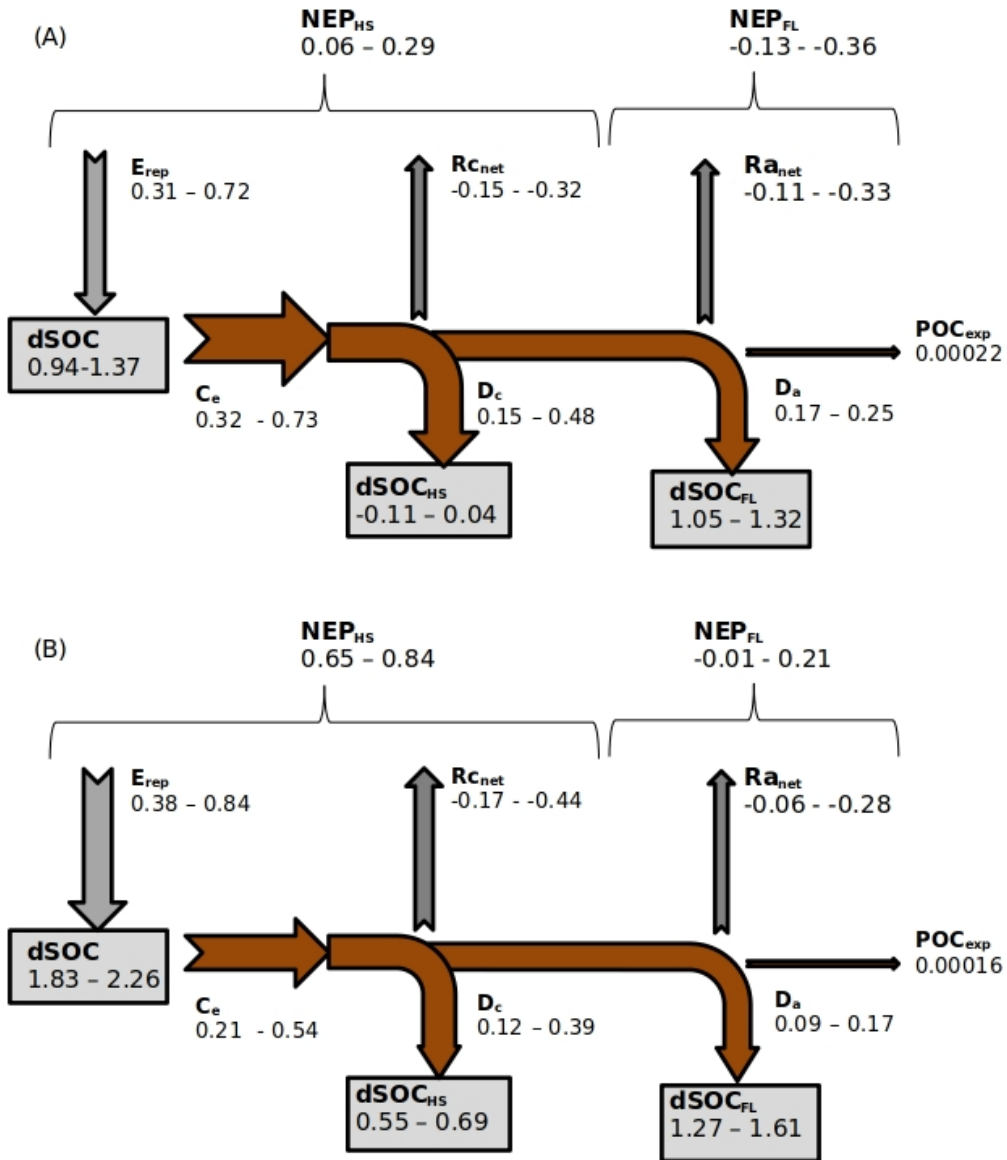 (A)
NEPHS
0.06 – 0.29
NEPFL
-0.13 - -0.36
Erep
0.31 – 0.72
Rcnet
-0.15 - -0.32
Ranet
-0.11 - -0.33
dSOC
0.94-1.37
Ce
0.32 - 0.73
Dc
0.15 – 0.48
Da
0.17 – 0.25
POCexp
0.00022
dSOCHS
-0.11 – 0.04
dSOCFL
1.05 – 1.32
(B)
NEPHS
0.65 – 0.84
NEPFL
-0.01 - 0.21
Erep
0.38 – 0.84
Rcnet
-0.17 - -0.44
Ranet
-0.06 - -0.28
dSOC
1.83 – 2.26
Ce
0.21 - 0.54
Dc
0.12 – 0.39
Da
0.09 – 0.17
POCexp
0.00016
dSOCHS
0.55 – 0.69
dSOCFL
1.27 – 1.61